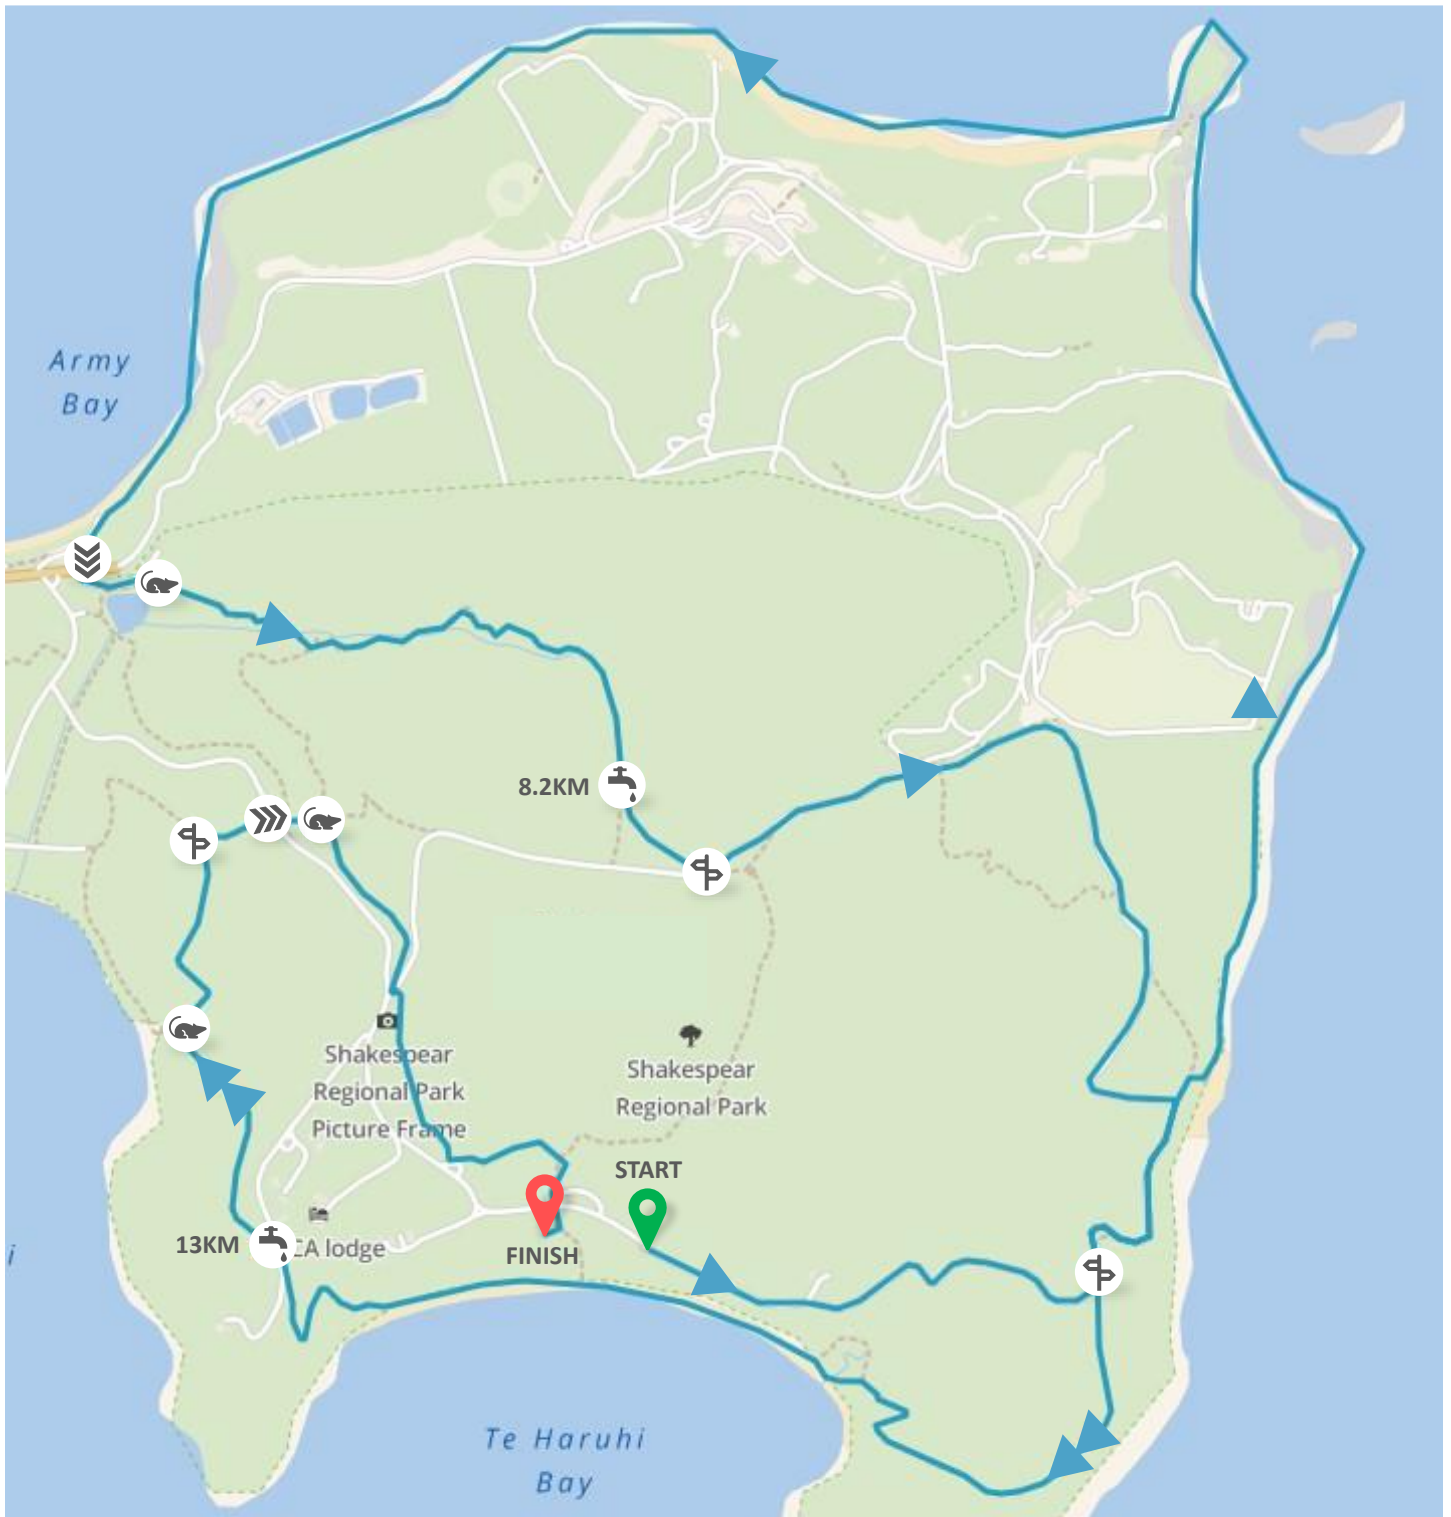 Army
Bay
8.2KM
Shakespear
Regional Park
Picture Frame
Shakespear
Regional Park
START
13KM
CA lodge
FINISH
i
Te Haruhi
Bay